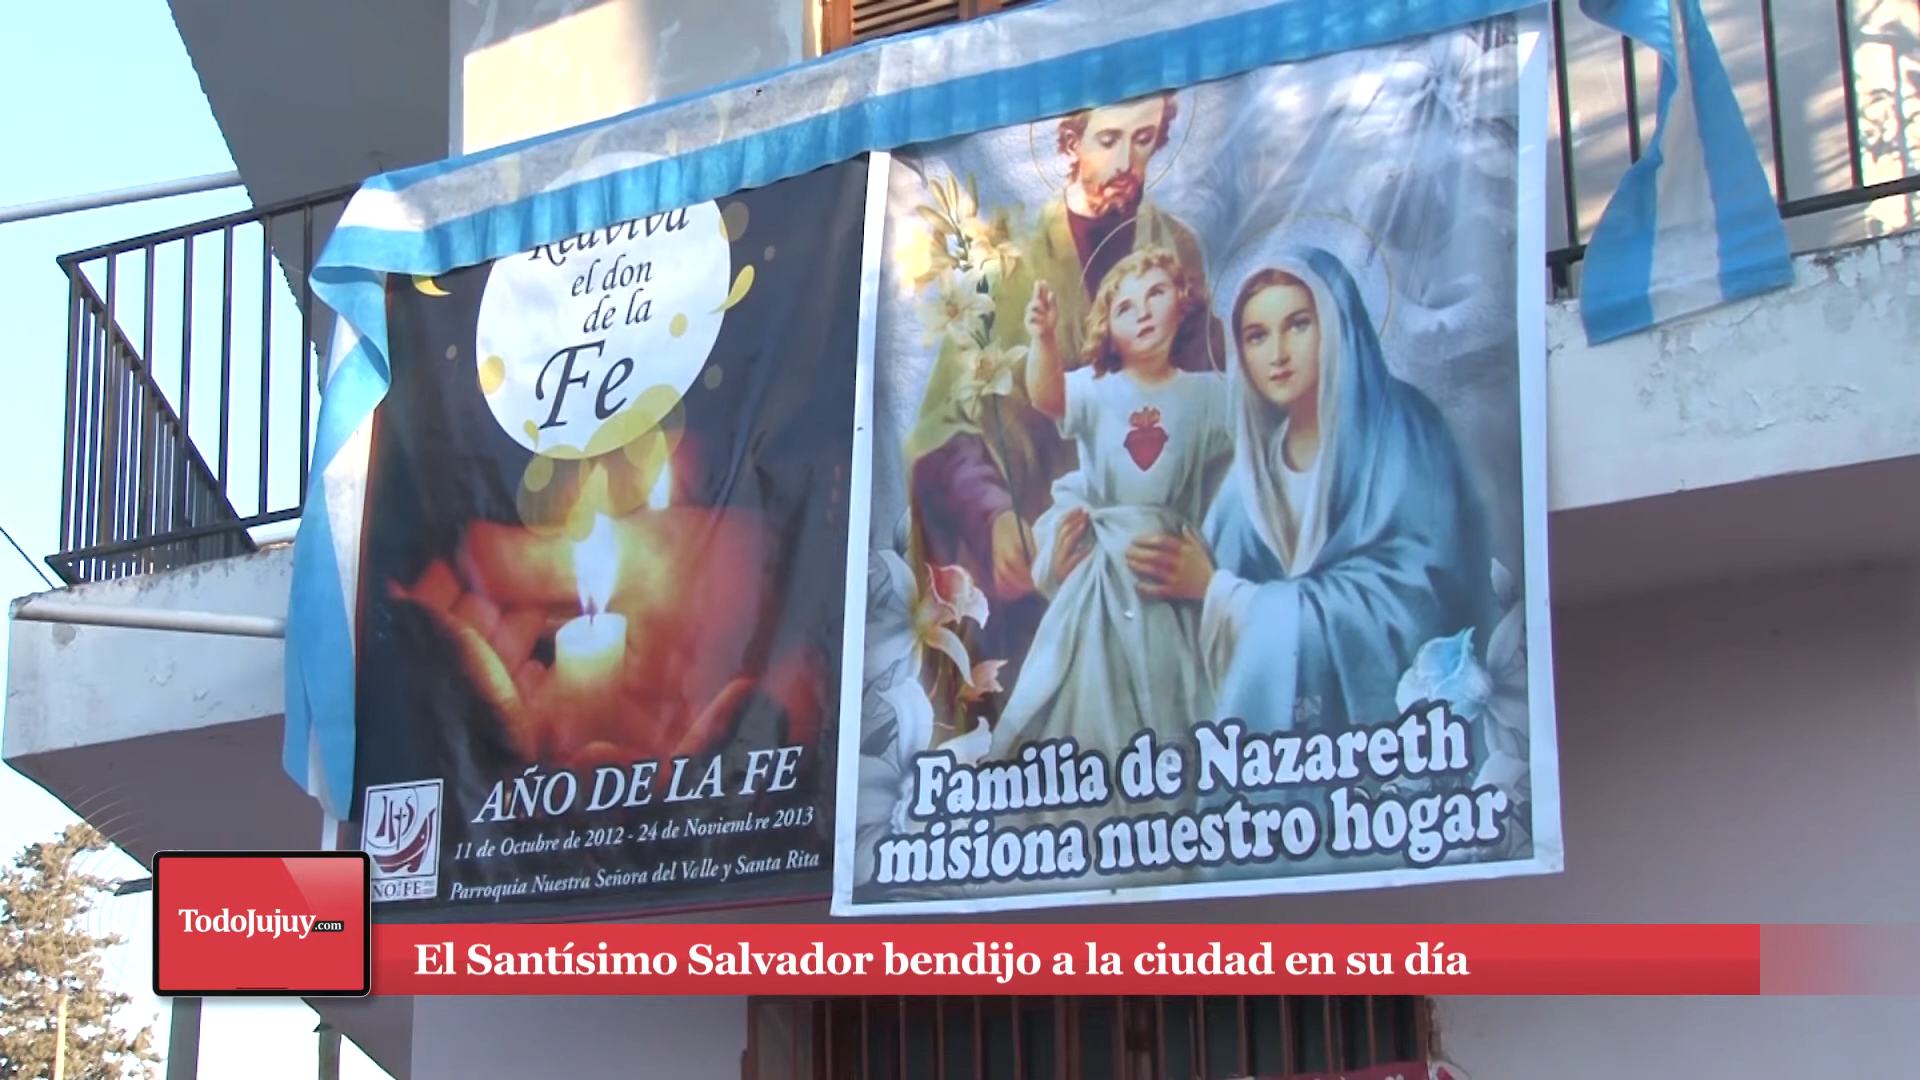 Reaviva
el don
de la
Fe
AÑO DE LA FE
11 de Octubre de 2012 - 24 de Noviembre 2013
Parroquia Nuestra Señora del Valle y Santa Rita
Familia de Nazareth
misiona nuestro hogar
TodoJujuy.com
El Santísimo Salvador bendijo a la ciudad en su día